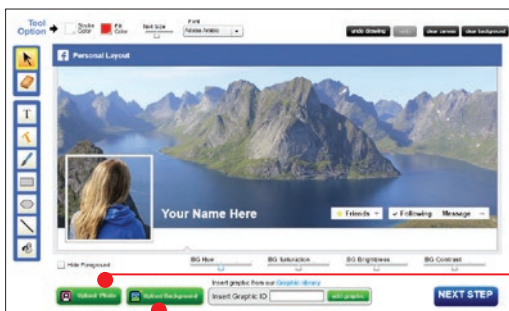 Tool Option
Stroke Color
Fill Color
Text Size
Font
undo drawing
clear canvas
clear background
Personal Layout
T
T
Your Name Here
Friends
Following
Message
Hide Foreground
BG Hue
BG Saturation
BG Brightness
BG Contrast
Insert graphic from our Graphic library
Upload Photo
Upload Background
Insert Graphic ID
add graphic
NEXT STEP